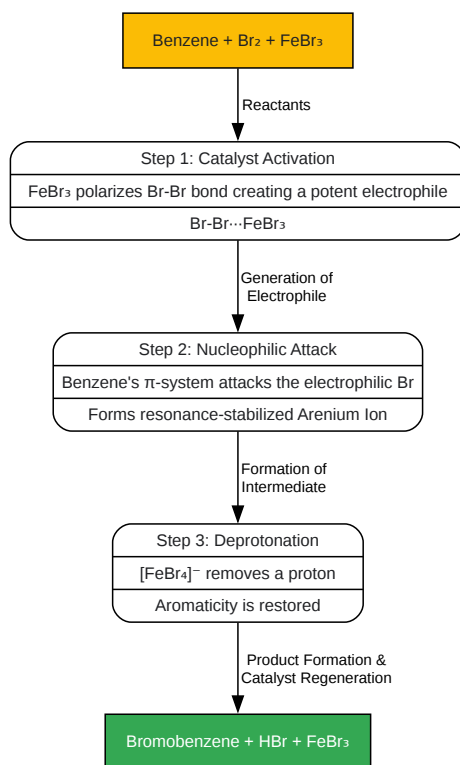 Benzene + Br₂ + FeBr₃
Reactants
Step 1: Catalyst Activation
FeBr₃ polarizes Br-Br bond creating a potent electrophile
Br-Br···FeBr₃
Generation of
Electrophile
Step 2: Nucleophilic Attack
Benzene's π-system attacks the electrophilic Br
Forms resonance-stabilized Arenium Ion
Formation of
Intermediate
Step 3: Deprotonation
[FeBr₄]⁻ removes a proton
Aromaticity is restored
Product Formation &
Catalyst Regeneration
Bromobenzene + HBr + FeBr₃